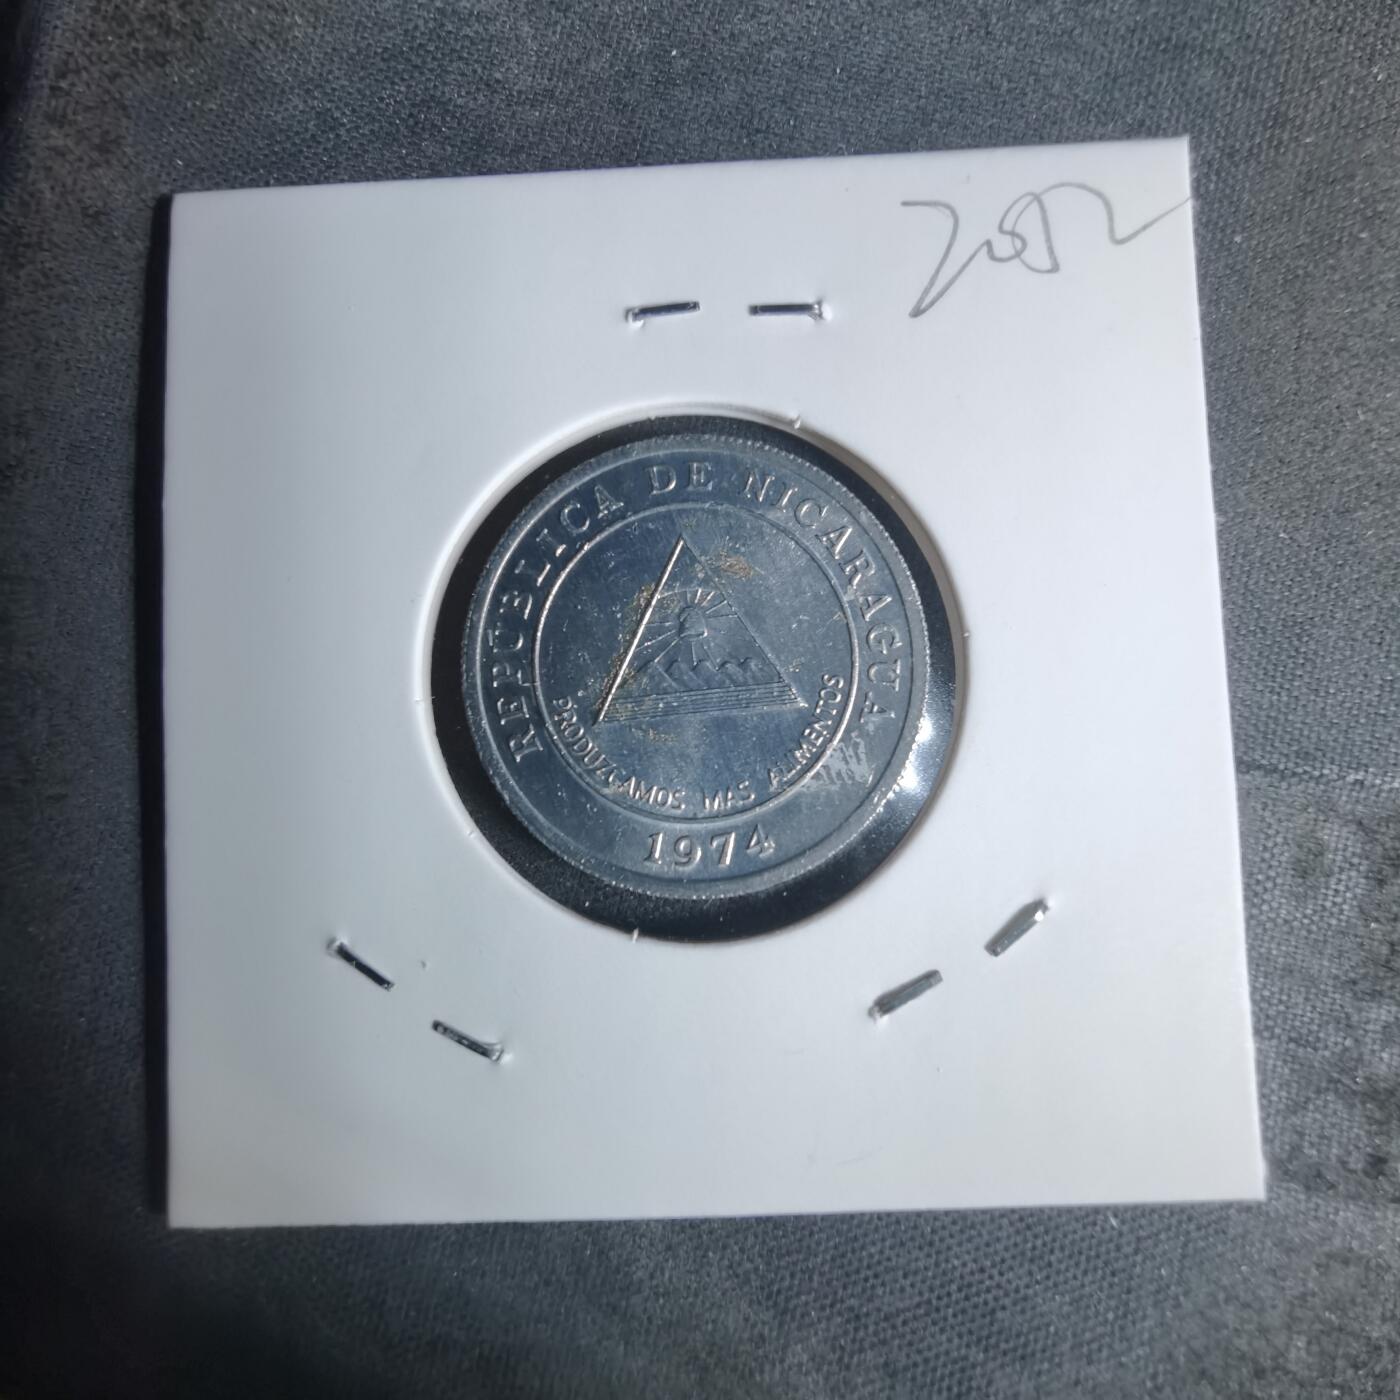 REPUBLICA DE NICARAGUA
PRODUZCAMOS MAS ALIMENTOS
1974